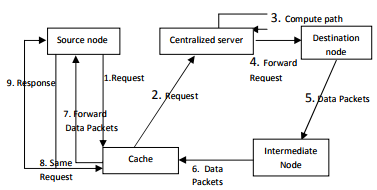 3. Compute path
Source node
Centralized server
Destination
node
4. Forward
Request
9. Response
1.Request
2. Request
5. Data Packets
7. Forward
Data Packets
8. Same
Request
Cache
6. Data
Packets
Intermediate
Node